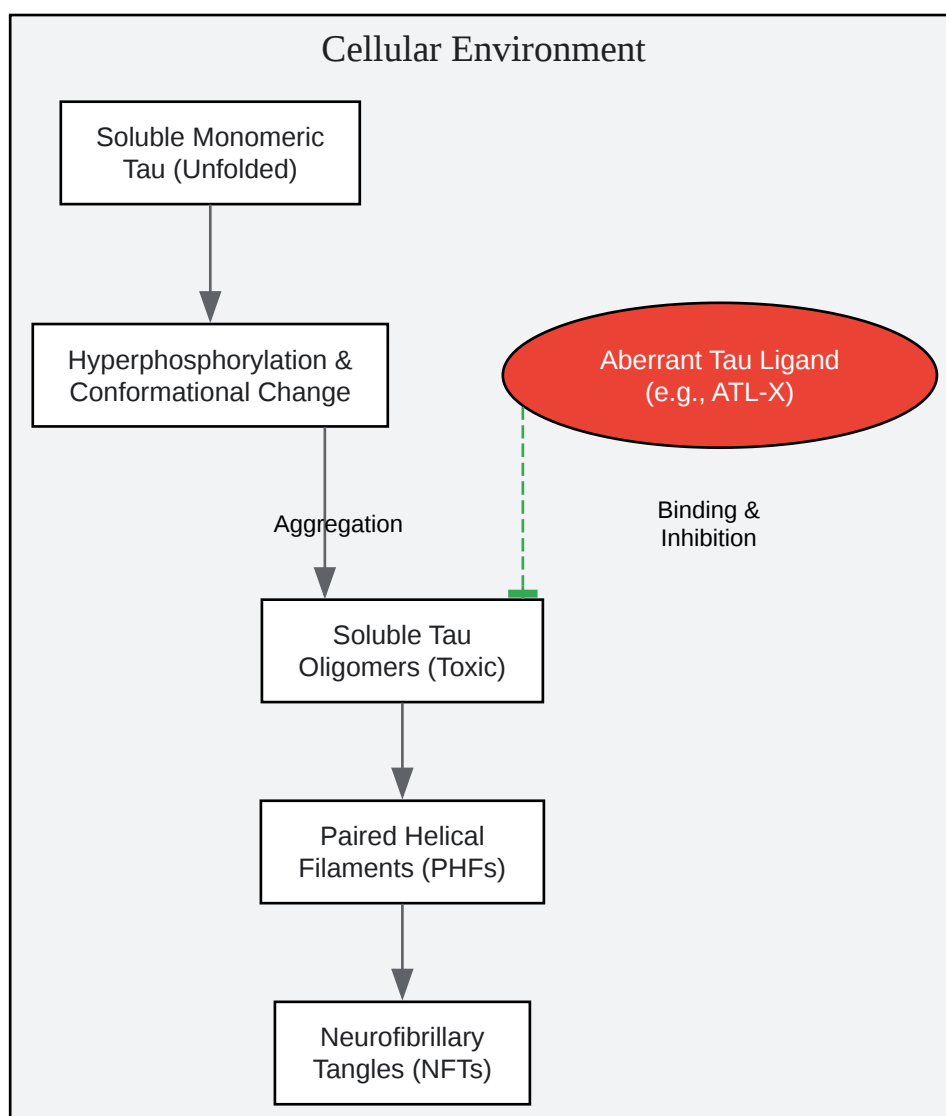 Cellular Environment
Soluble Monomeric
Tau (Unfolded)
Hyperphosphorylation &
Conformational Change
Aberrant Tau Ligand
(e.g., ATL-X)
Aggregation
Binding &
Inhibition
Soluble Tau
Oligomers (Toxic)
Paired Helical
Filaments (PHFs)
Neurofibrillary
Tangles (NFTs)